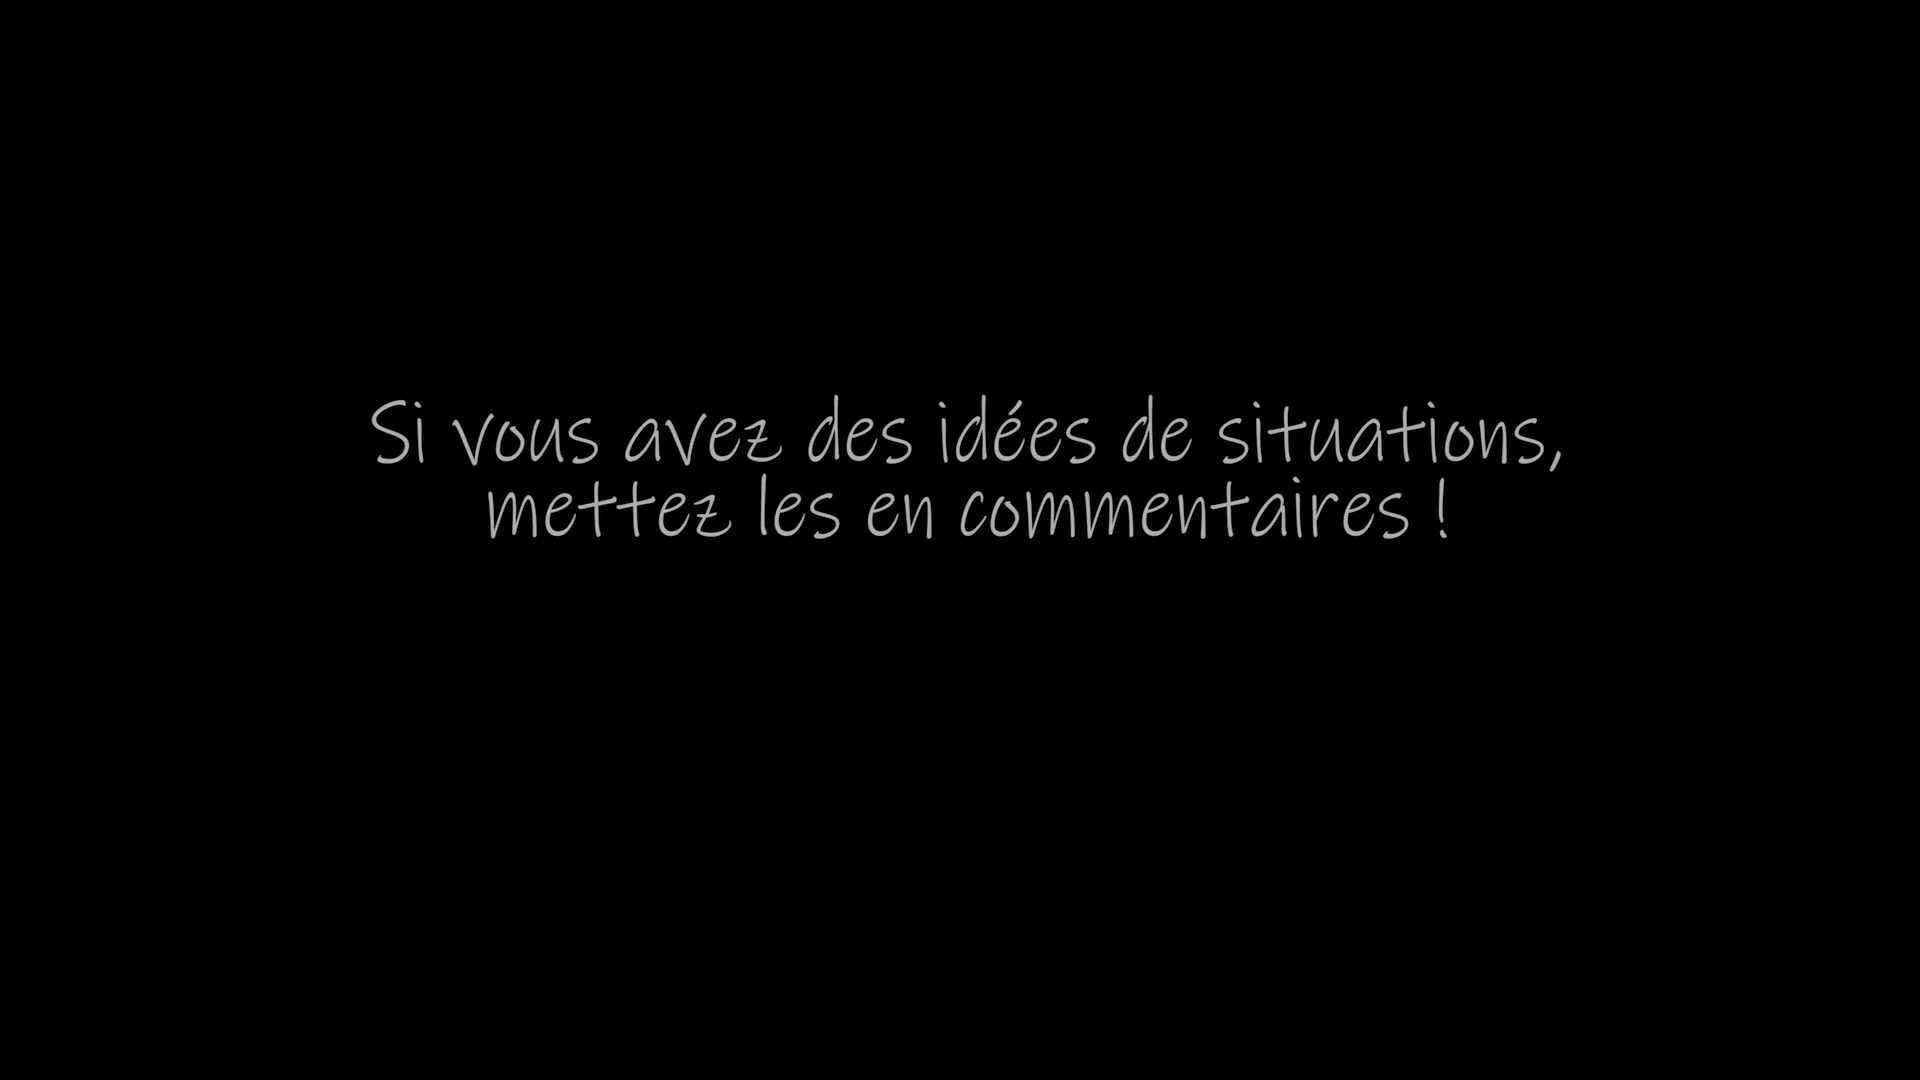 Si vous avez des idées de situations,
mettez les en commentaires !